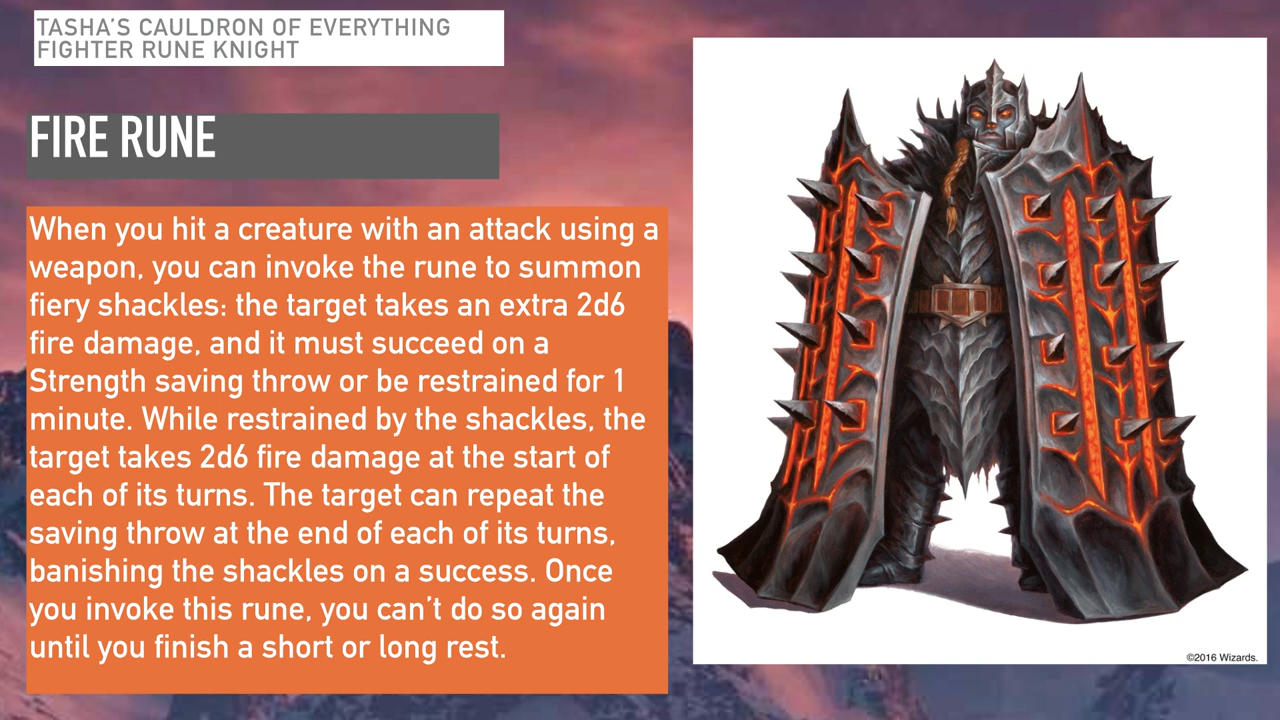 TASHA'S CAULDRON OF EVERYTHING
FIGHTER RUNE KNIGHT
FIRE RUNE
When you hit a creature with an attack using a
weapon, you can invoke the rune to summon
fiery shackles: the target takes an extra 2d6
fire damage, and it must succeed on a
Strength saving throw or be restrained for 1
minute. While restrained by the shackles, the
target takes 2d6 fire damage at the start of
each of its turns. The target can repeat the
saving throw at the end of each of its turns,
banishing the shackles on a success. Once
you invoke this rune, you can't do so again
until you finish a short or long rest.
©2016 Wizards.